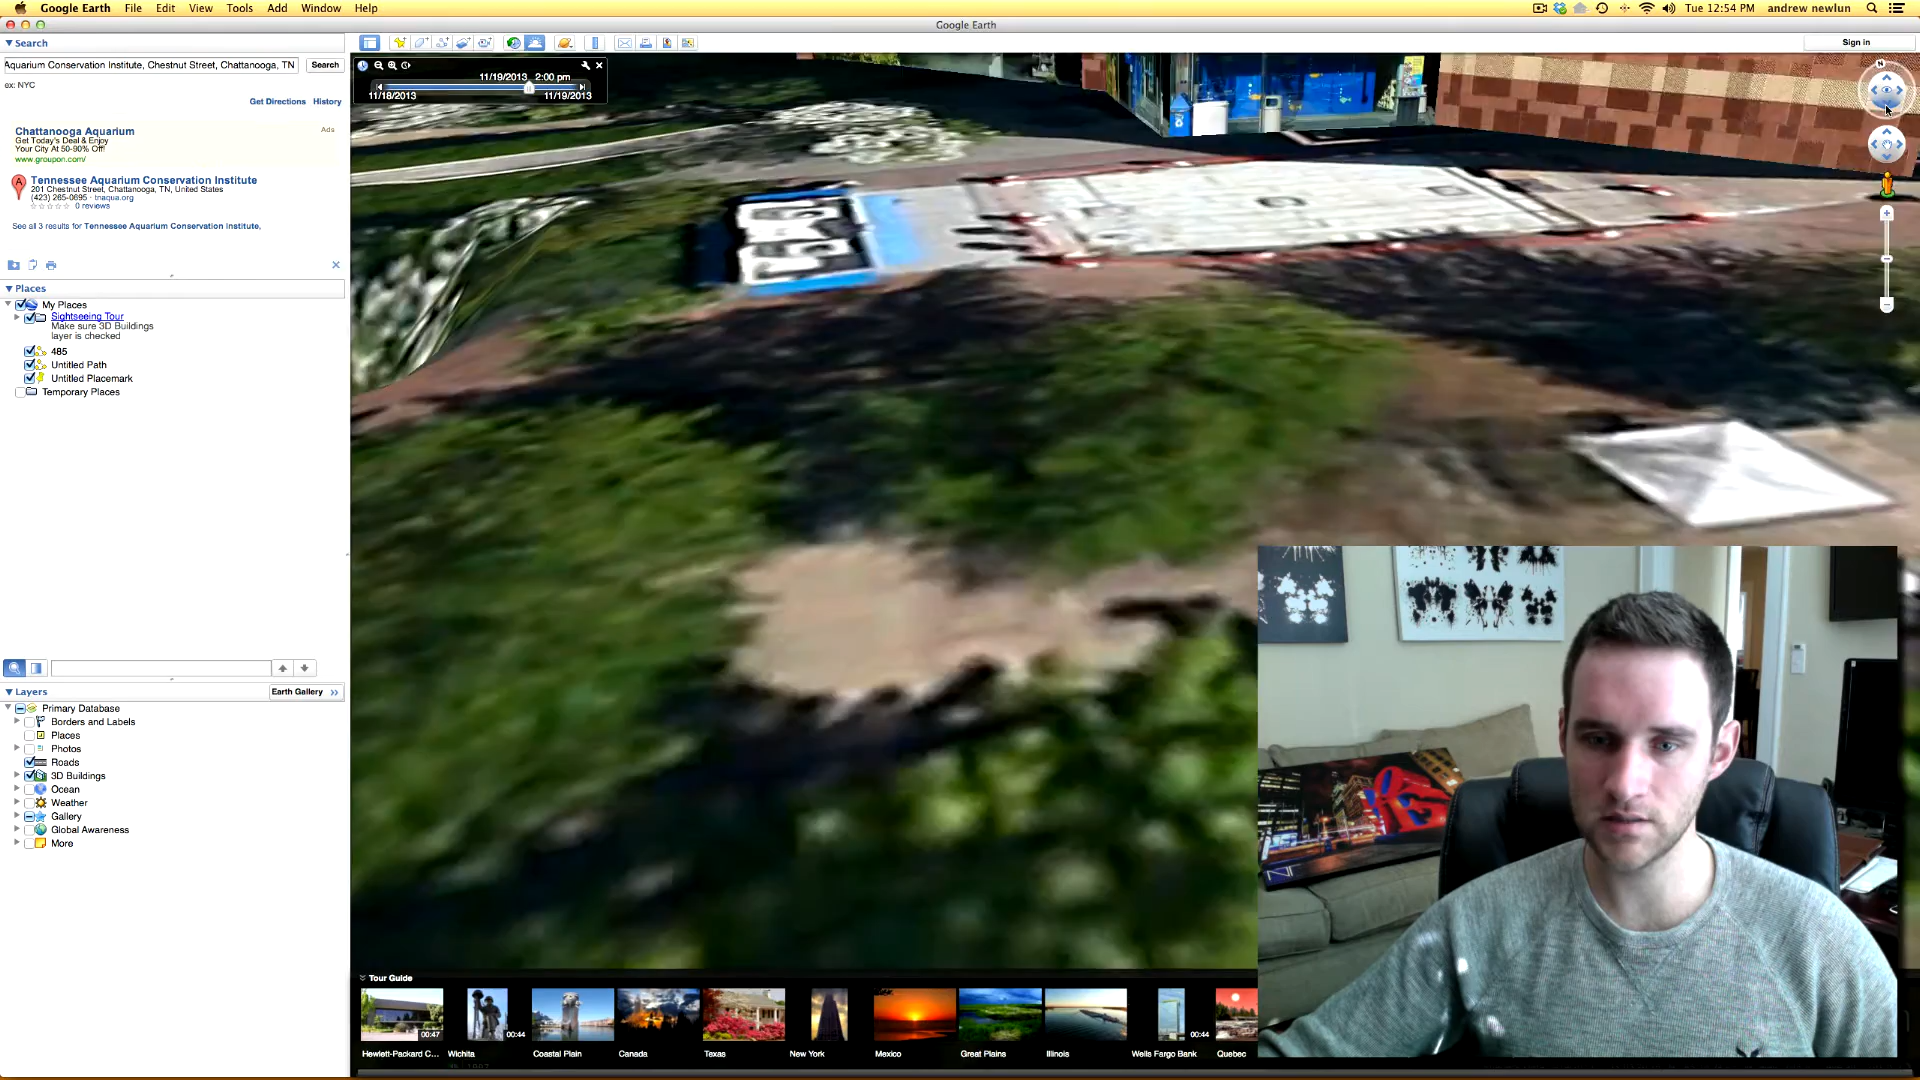 Google Earth File Edit View Tools Add Window Help
Tue 12:54 PM andrew newlun
Google Earth
Search
Sign in
Aquarium Conservation Institute, Chestnut Street, Chattanooga, TN Search
ex: NYC
Get Directions History
11/19/2013 2:00 pm
11/18/2013 11/19/2013
Chattanooga Aquarium Ads
Get Today's Deal & Enjoy
Your City At 50-90% Off!
www.groupon.com/
A Tennessee Aquarium Conservation Institute
201 Chestnut Street, Chattanooga, TN, United States
(423) 265-0695 - tnaqua.org
0 reviews
See all 3 results for Tennessee Aquarium Conservation Institute,
N
Places
My Places
Sightseeing Tour
Make sure 3D Buildings
layer is checked
485
Untitled Path
Untitled Placemark
Temporary Places
Layers Earth Gallery
Primary Database
Borders and Labels
Places
Photos
Roads
3D Buildings
Ocean
Weather
Gallery
Global Awareness
More
Tour Guide
00:47 00:44 00:44
Hewlett-Packard C... Wichita Coastal Plain Canada Texas New York Mexico Great Plains Illinois Wells Fargo Bank Quebec